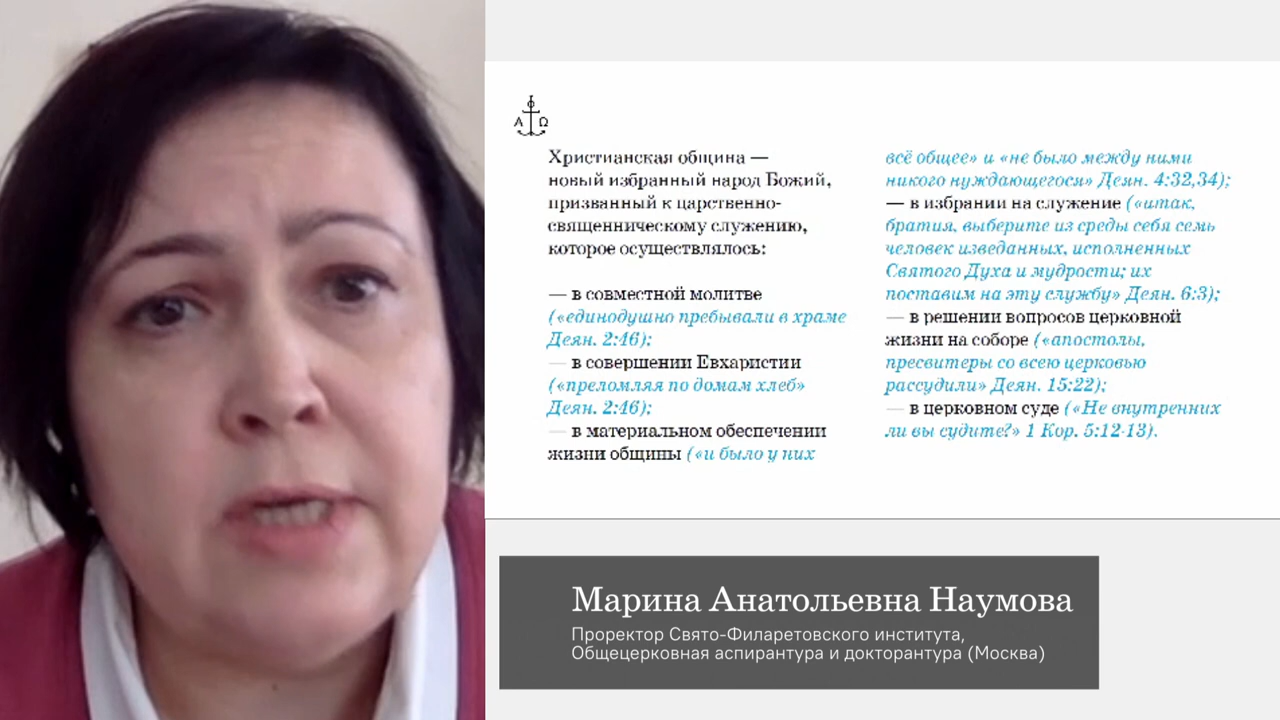 Α Ω
Христианская община —
новый избранный народ Божий,
призванный к царственно-
священническому служению,
которое осуществлялось:
— в совместной молитве
(«единодушно пребывали в храме
Деян. 2:46);
— в совершении Евхаристии
(«преломляя по домам хлеб»
Деян. 2:46);
— в материальном обеспечении
жизни общины («и было у них
всё общее» и «не было между ними
никого нуждающегося» Деян. 4:32,34);
— в избрании на служение («итак,
братия, выберите из среды себя семь
человек изведанных, исполненных
Святого Духа и мудрости; их
поставим на эту службу» Деян. 6:3);
— в решении вопросов церковной
жизни на соборе («апостолы,
пресвитеры со всею церковью
рассудили» Деян. 15:22);
— в церковном суде («Не внутренних
ли вы судите?» 1 Кор. 5:12-13).
Марина Анатольевна Наумова
Проректор Свято-Филаретовского института,
Общецерковная аспирантура и докторантура (Москва)